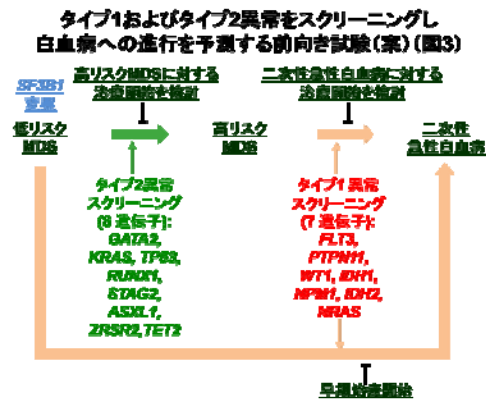 タイプ1およびタイプ2異常をスクリーニングし
白血病への進行を予測する前向き試験(案)(図3)
高リスクMDSに対する
治療開始を検討
二次性急性白血病に対する
治療開始を検討
SF3B1
変異
低リスク
MDS
高リスク
MDS
二次性
急性白血病
タイプ2異常
スクリーニング
(8 遺伝子):
GATA2,
KRAS, TP53,
RUNX1,
STAG2,
ASXL1,
ZRSR2,TET2
タイプ1 異常
スクリーニング
(7 遺伝子):
FLT3,
PTPN11,
WT1, IDH1,
NPM1, IDH2,
NRAS
早期治療開始